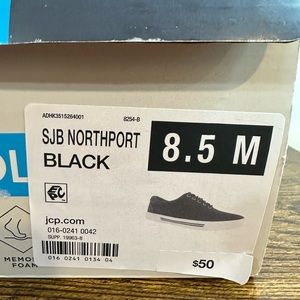 ADHK3515264001 8254-B
SJB NORTHPORT
BLACK
8.5 M
jcp.com
016-0241 0042
SUPP. 19963-8
016 0241 0134 04
$50
OL
MEMO
FOAM